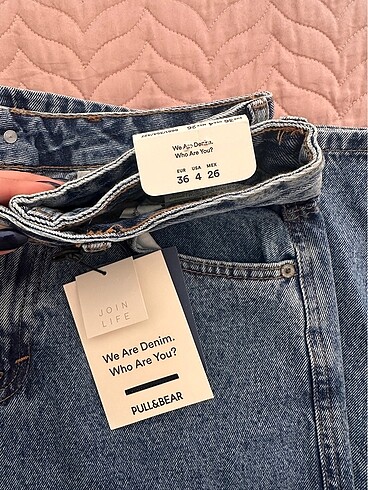 We Are Denim.
Who Are You?
EUR USA MEX
36 4 26
JOIN
LIFE
We Are Denim.
Who Are You?
PULL&BEAR